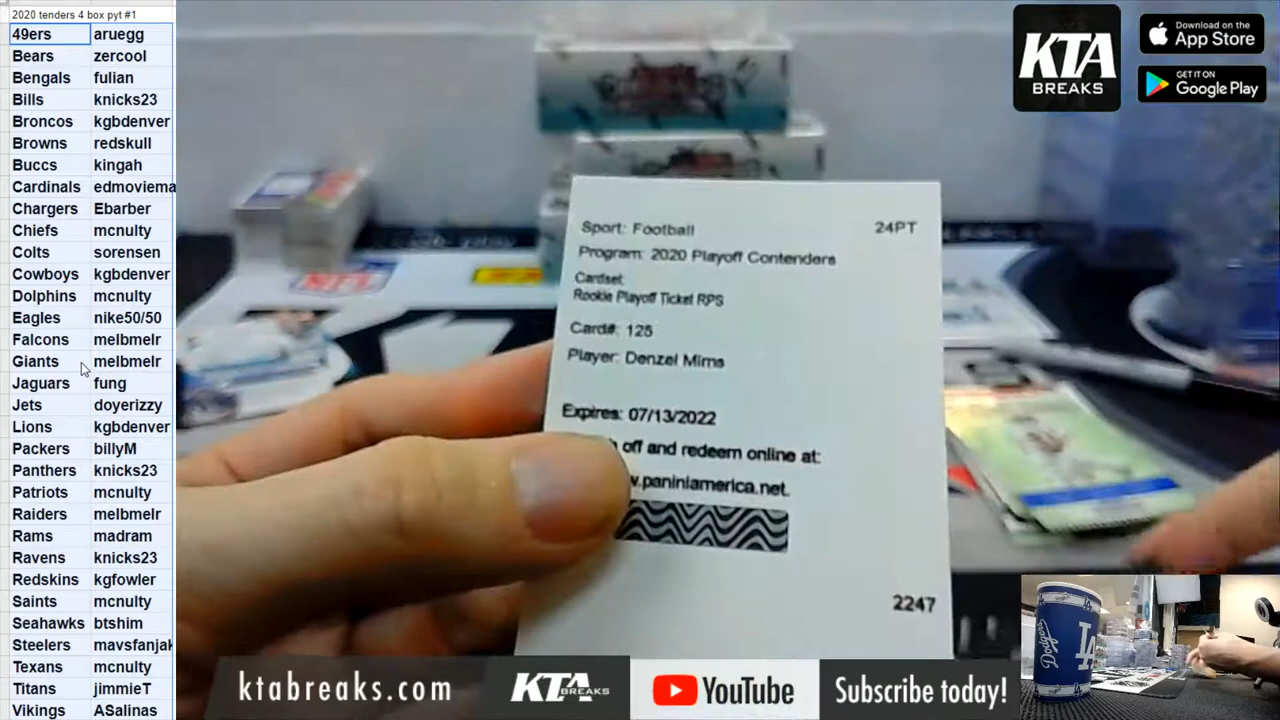 2020 tenders 4 box pyt #1
49ers aruegg
Bears zercool
Bengals fulian
Bills knicks23
Broncos kgbdenver
Browns redskull
Buccs kingah
Cardinals edmoviema
Chargers Ebarber
Chiefs mcnulty
Colts sorensen
Cowboys kgbdenver
Dolphins mcnulty
Eagles nike50/50
Falcons melbmelr
Giants melbmelr
Jaguars fung
Jets doyerizzy
Lions kgbdenver
Packers billyM
Panthers knicks23
Patriots mcnulty
Raiders melbmelr
Rams madram
Ravens knicks23
Redskins kgfowler
Saints mcnulty
Seahawks btshim
Steelers mavsfanjak
Texans mcnulty
Titans jimmieT
Vikings ASalinas
KTA
BREAKS
Download on the
App Store
GET IT ON
Google Play
NFL
Sport: Football 24PT
Program: 2020 Playoff Contenders
Cardset:
Rookie Playoff Ticket RPS
Card#: 125
Player: Denzel Mims
Expires: 07/13/2022
off and redeem online at:
w.paniniamerica.net.
2247
ktabreaks.com
KTA
BREAKS
YouTube
Subscribe today!
Dodgers
LA